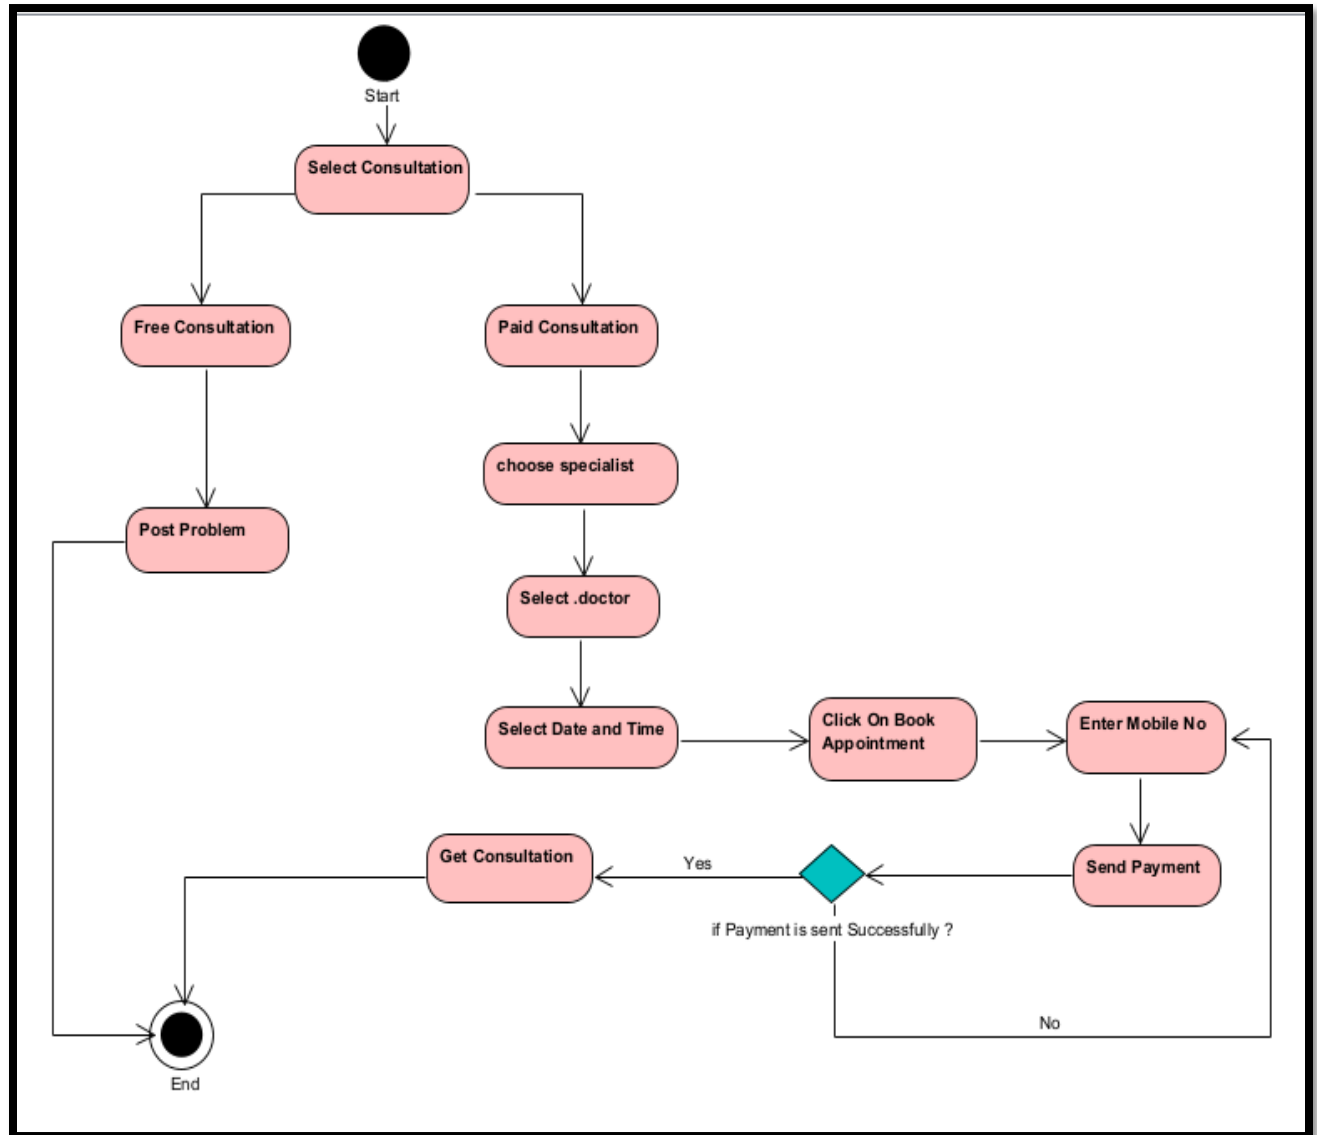 Start
Select Consultation
Free Consultation
Paid Consultation
choose specialist
Post Problem
Select .doctor
Select Date and Time
Click On Book
Appointment
Enter Mobile No
Get Consultation
Yes
Send Payment
if Payment is sent Successfully ?
No
End